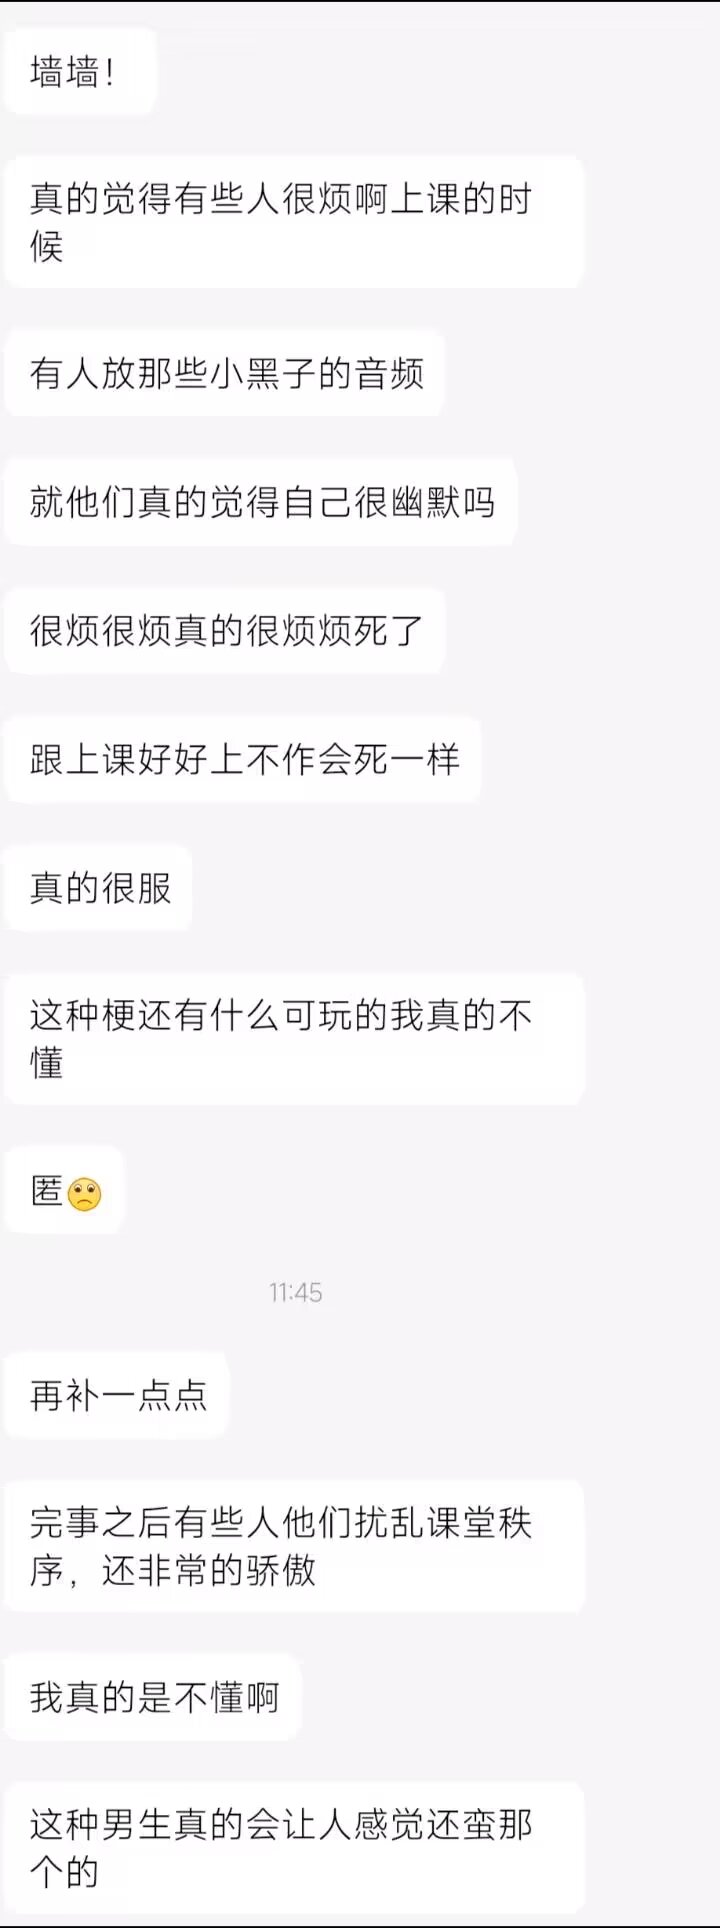 墙墙！
真的觉得有些人很烦啊上课的时
候
有人放那些小黑子的音频
就他们真的觉得自己很幽默吗
很烦很烦真的很烦烦死了
跟上课好好上不作会死一样
真的很服
这种梗还有什么可玩的我真的不
懂
匿
11:45
再补一点点
完事之后有些人他们扰乱课堂秩
序，还非常的骄傲
我真的是不懂啊
这种男生真的会让人感觉还蛮那
个的